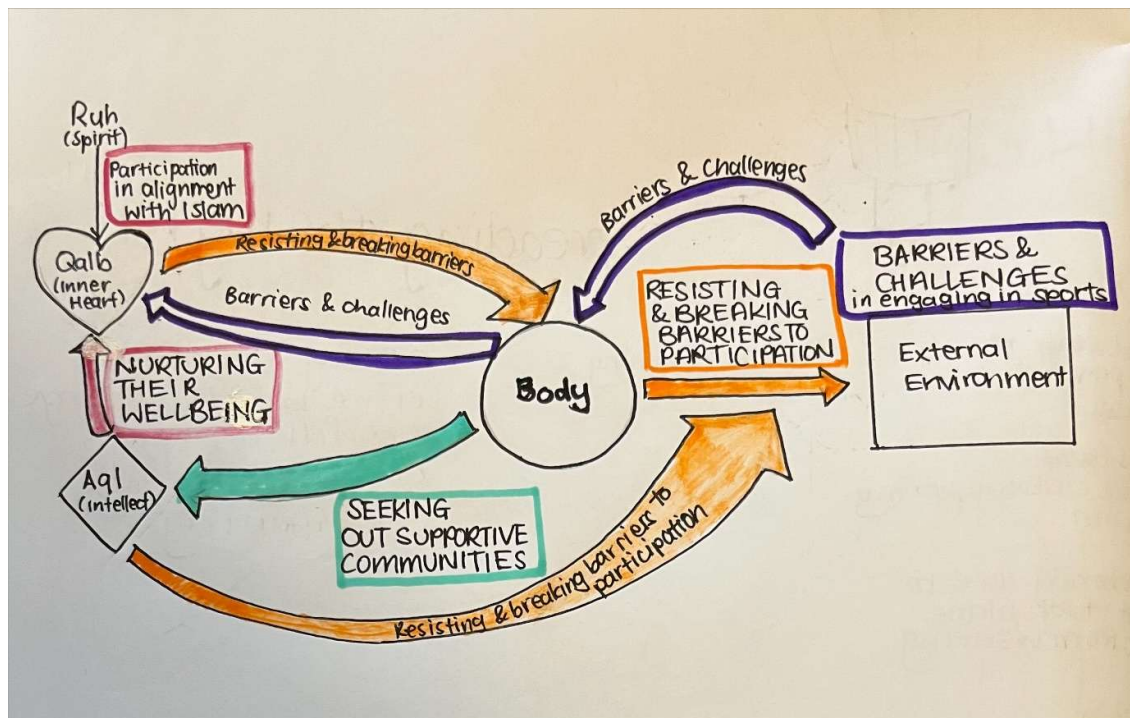 Ruh
(Spirit)
Participation
in alignment
with Islam
Qalb
(Inner
Heart)
Resisting & breaking barriers
Barriers & challenges
Barriers & Challenges
BARRIERS &
CHALLENGES
in engaging in sports
RESISTING
& BREAKING
BARRIERS TO
PARTICIPATION
External
Environment
NURTURING
THEIR
WELLBEING
Body
Aql
(intellect)
SEEKING
OUT SUPPORTIVE
COMMUNITIES
Resisting & breaking barriers to
participation